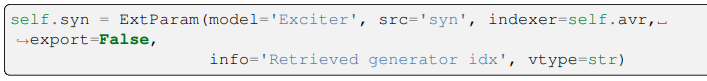 self.syn = ExtParam(model='Exciter', src='syn', indexer=self.avr,␣
↪export=False,
info='Retrieved generator idx', vtype=str)